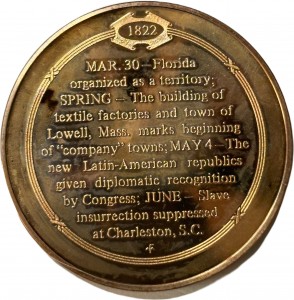 1822
MAR. 30—Florida
organized as a territory;
SPRING — The building of
textile factories and town of
Lowell, Mass. marks beginning
of "company" towns; MAY 4—The
new Latin-American republics
given diplomatic recognition
by Congress; JUNE — Slave
insurrection suppressed
at Charleston, S.C.